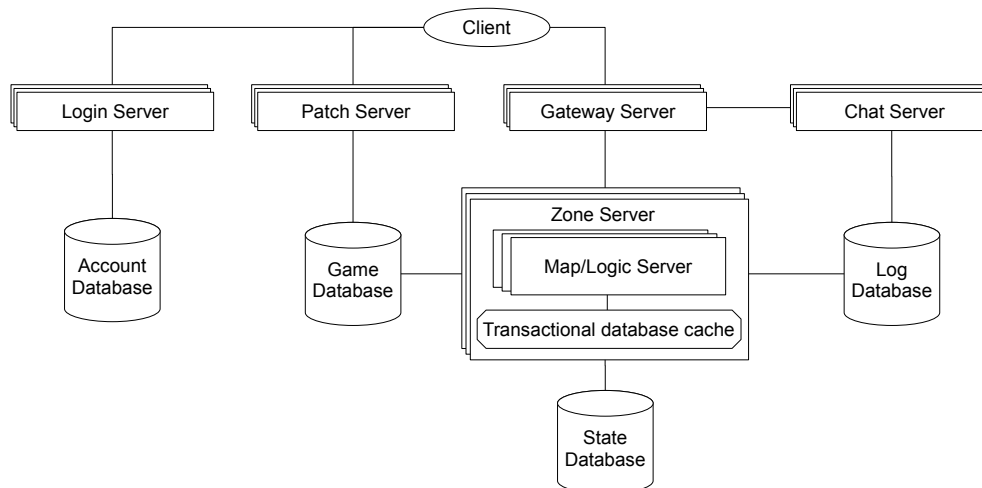 Client
Login Server
Patch Server
Gateway Server
Chat Server
Zone Server
Map/Logic Server
Transactional database cache
Account
Database
Game
Database
Log
Database
State
Database